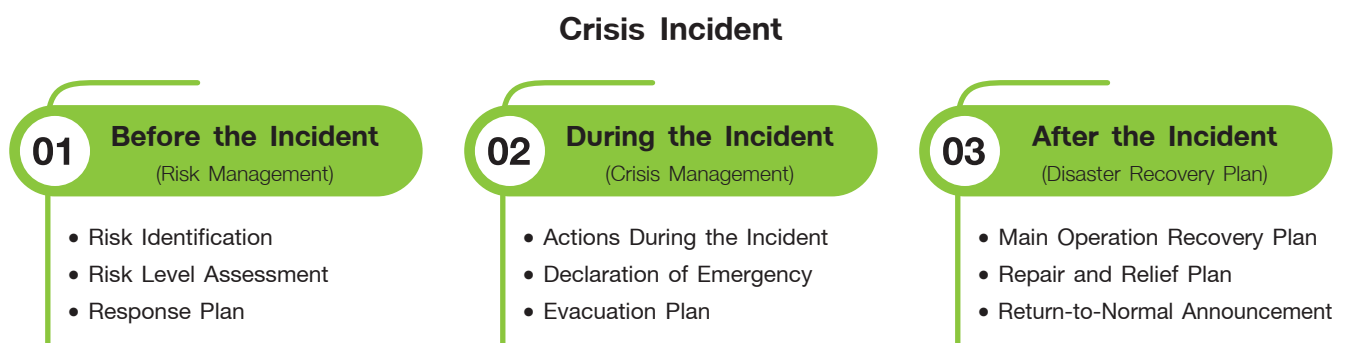 Crisis Incident
01
Before the Incident
(Risk Management)
• Risk Identification
• Risk Level Assessment
• Response Plan
02
During the Incident
(Crisis Management)
• Actions During the Incident
• Declaration of Emergency
• Evacuation Plan
03
After the Incident
(Disaster Recovery Plan)
• Main Operation Recovery Plan
• Repair and Relief Plan
• Return-to-Normal Announcement